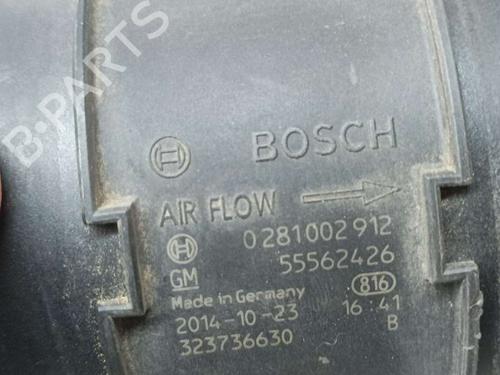 B-PARTS
BOSCH
AIR FLOW
0 281 002 912
55562426
GM
Made in Germany
816
2014-10-23 16:41
323736630 B